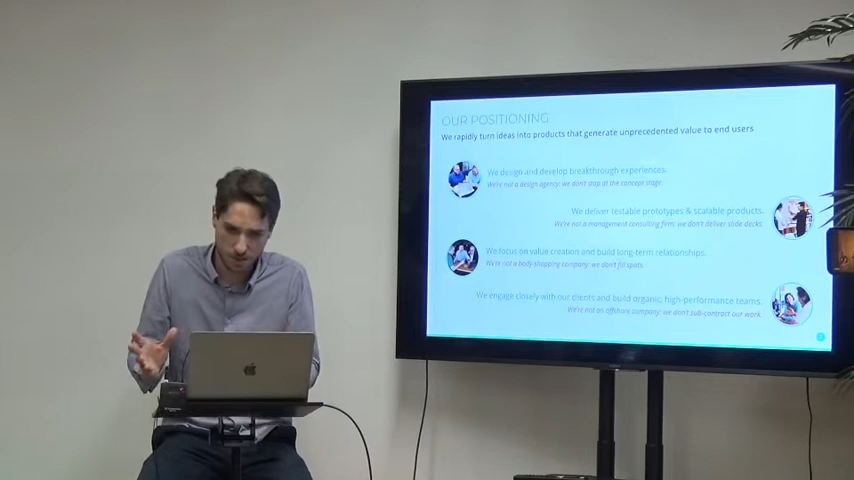 OUR POSITIONING
We rapidly turn ideas into products that generate unprecedented value to end users
We design and develop breakthrough experiences.
We're not a design agency: we don't stop at the concept stage.
We deliver testable prototypes & scalable products.
We're not a management consulting firm: we don't deliver slide decks.
We focus on value creation and build long-term relationships.
We're not a body-shopping company: we don't fill spots.
We engage closely with our clients and build organic, high-performance teams.
We're not an offshore company: we don't sub-contract our work.